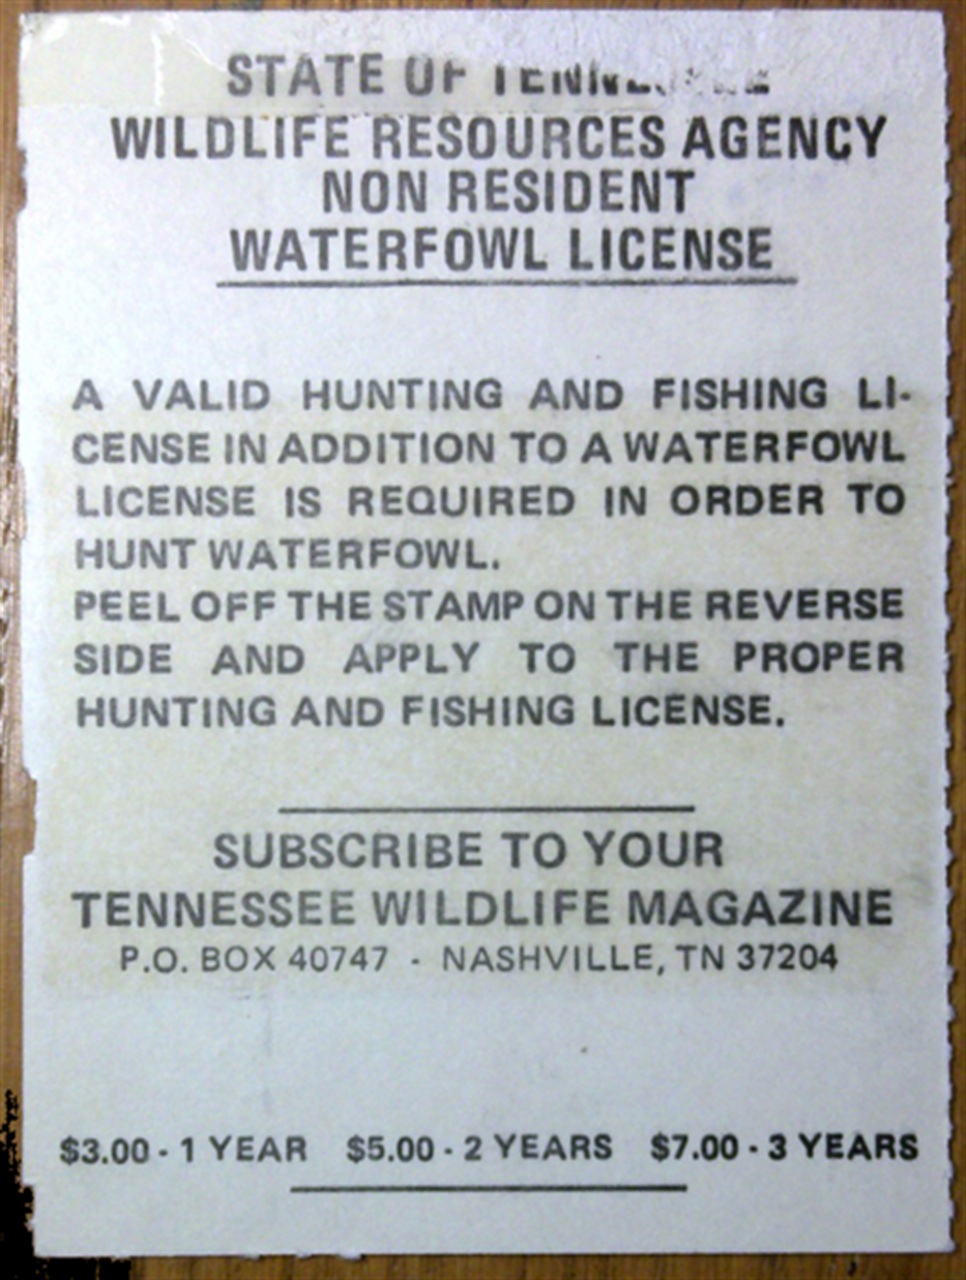 STATE OF TENNESSEE
WILDLIFE RESOURCES AGENCY
NON RESIDENT
WATERFOWL LICENSE
A VALID HUNTING AND FISHING LI-
CENSE IN ADDITION TO A WATERFOWL
LICENSE IS REQUIRED IN ORDER TO
HUNT WATERFOWL.
PEEL OFF THE STAMP ON THE REVERSE
SIDE AND APPLY TO THE PROPER
HUNTING AND FISHING LICENSE.
SUBSCRIBE TO YOUR
TENNESSEE WILDLIFE MAGAZINE
P.O. BOX 40747 - NASHVILLE, TN 37204
$3.00 - 1 YEAR $5.00 - 2 YEARS $7.00 - 3 YEARS